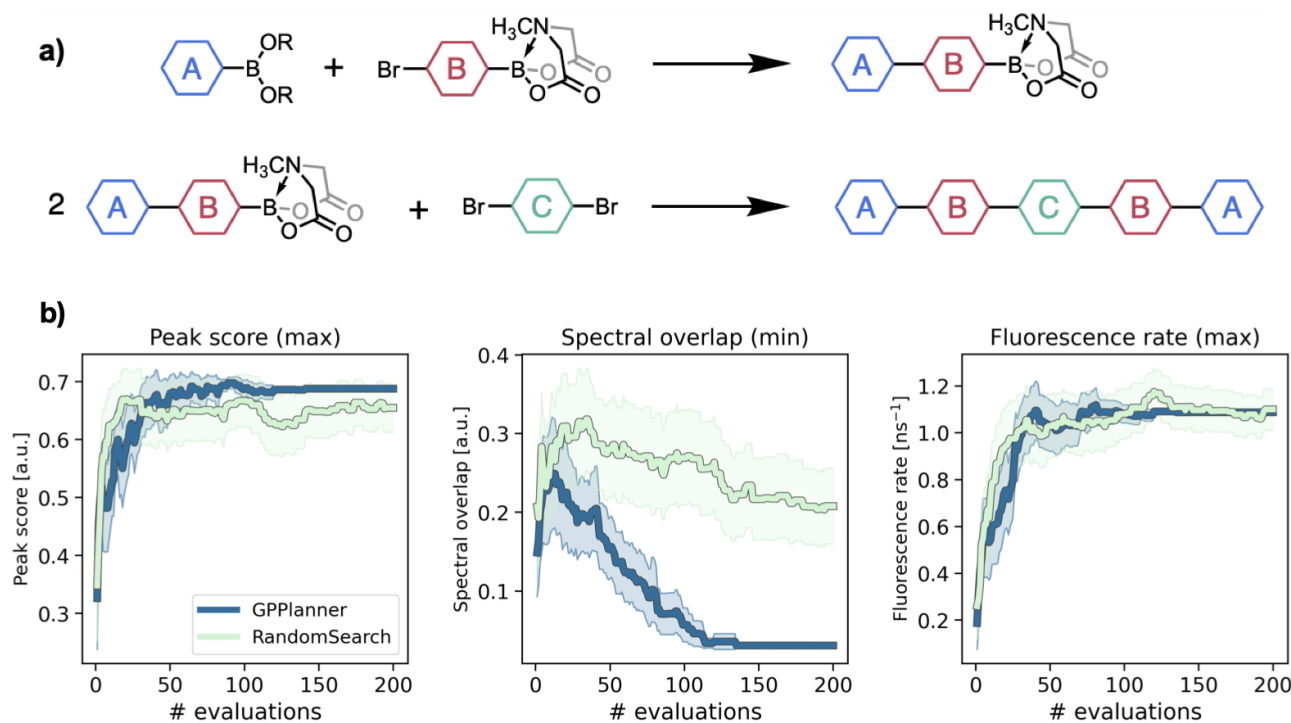 a)
A B OR OR + Br B B O O O O N H₃C A B B O O O O N H₃C
2 A B B O O O O N H₃C + Br C Br A B C B A
b)
Peak score (max)
Peak score [a.u.]
0.7
0.6
0.5
0.4
0.3
GPPlanner
RandomSearch
0 50 100 150 200
# evaluations
Spectral overlap (min)
Spectral overlap [a.u.]
0.4
0.3
0.2
0.1
0 50 100 150 200
# evaluations
Fluorescence rate (max)
Fluorescence rate [ns⁻¹]
1.2
1.0
0.8
0.6
0.4
0.2
0 50 100 150 200
# evaluations